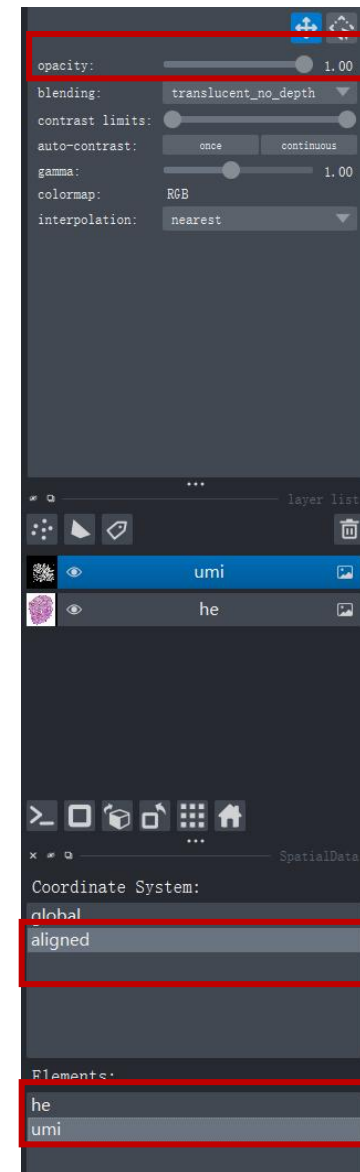 opacity: 1.00
blending: translucent_no_depth
contrast limits:
auto-contrast: once continuous
gamma: 1.00
colormap: RGB
interpolation: nearest
layer list
umi
he
SpatialData
Coordinate System:
global
aligned
Elements:
he
umi